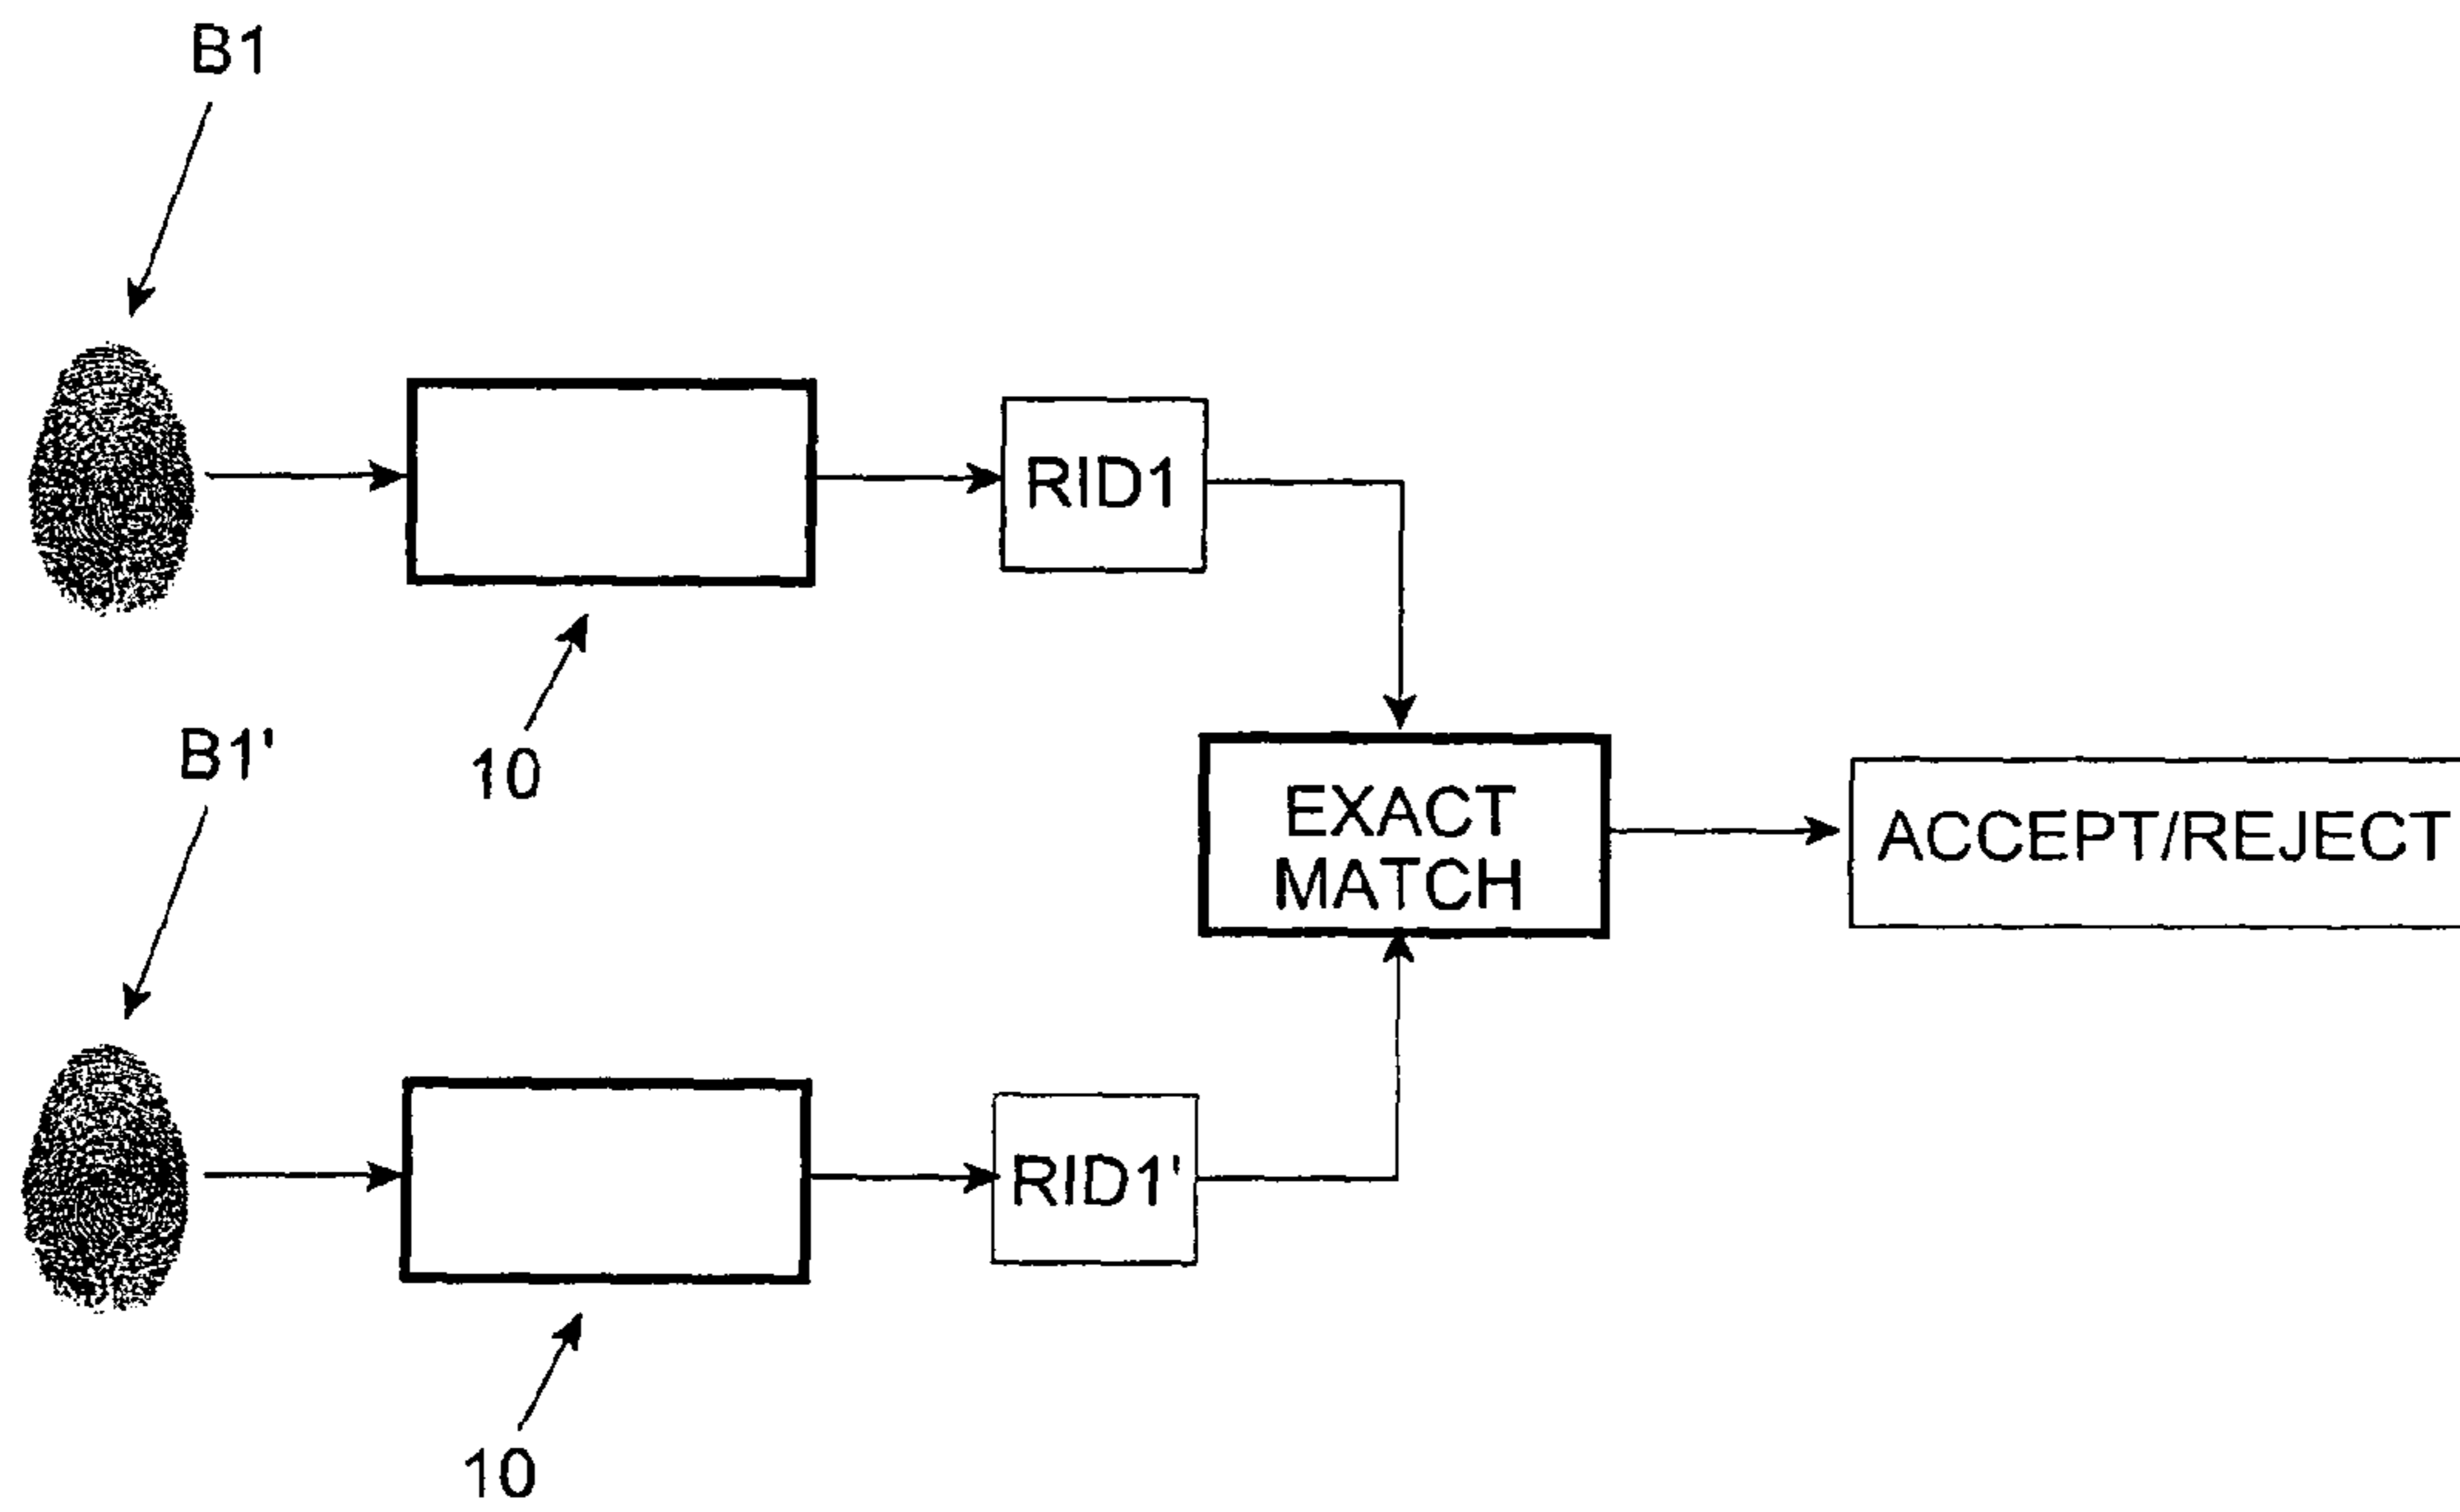 B1
RID1
10
B1'
EXACT
MATCH
ACCEPT/REJECT
RID1'
10